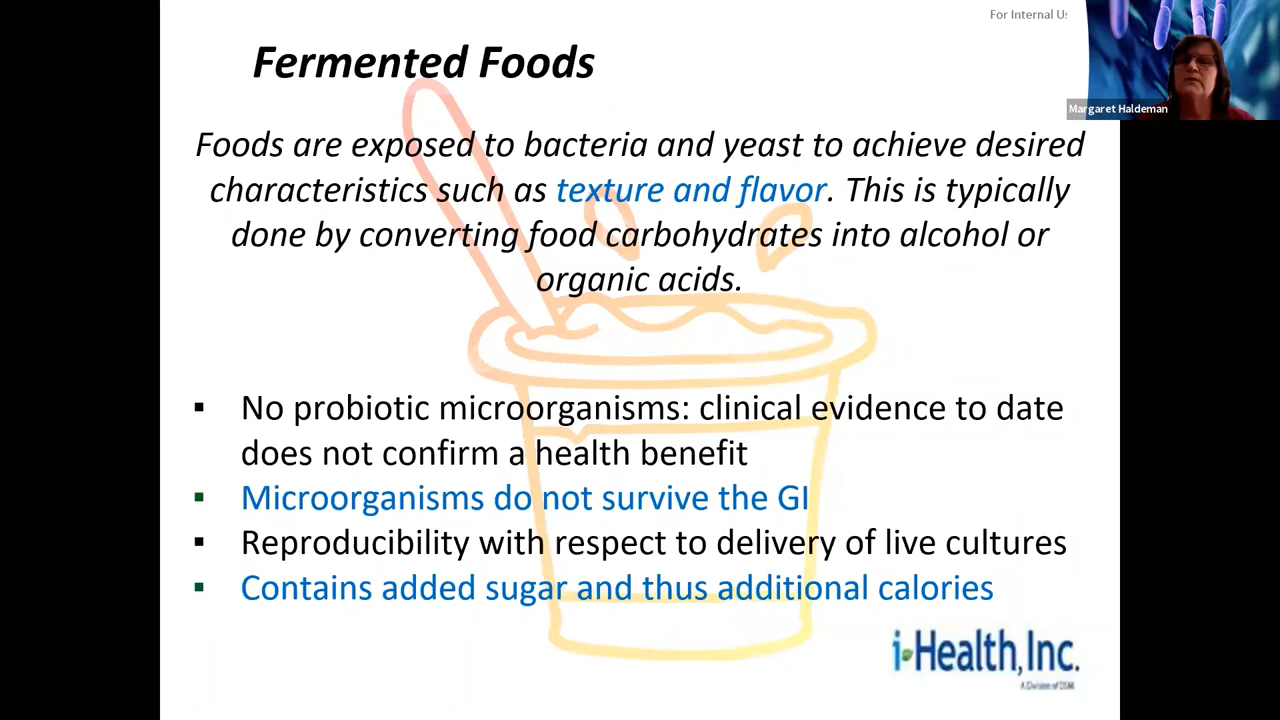 For Internal Us
Fermented Foods
Margaret Haldeman
Foods are exposed to bacteria and yeast to achieve desired
characteristics such as texture and flavor. This is typically
done by converting food carbohydrates into alcohol or
organic acids.
▪ No probiotic microorganisms: clinical evidence to date
does not confirm a health benefit
▪ Microorganisms do not survive the GI
▪ Reproducibility with respect to delivery of live cultures
▪ Contains added sugar and thus additional calories
i-Health, Inc.
A Division of DSM